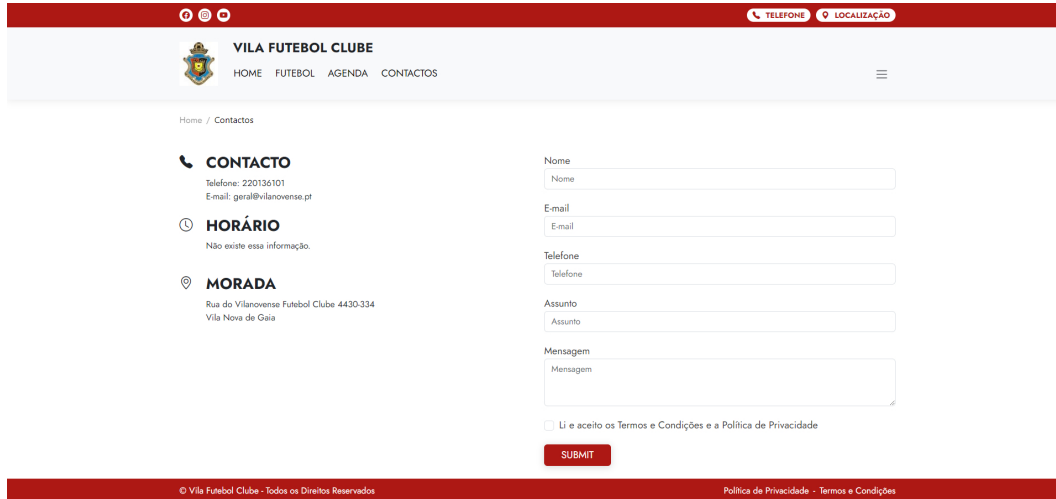 TELEFONE LOCALIZAÇÃO
VILA FUTEBOL CLUBE
HOME FUTEBOL AGENDA CONTACTOS
Home / Contactos
CONTACTO
Telefone: 220136101
E-mail: geral@vilanovense.pt
HORÁRIO
Não existe essa informação.
MORADA
Rua do Vilanovense Futebol Clube 4430-334
Vila Nova de Gaia
Nome
Nome
E-mail
E-mail
Telefone
Telefone
Assunto
Assunto
Mensagem
Mensagem
Li e aceito os Termos e Condições e a Política de Privacidade
SUBMIT
© Vila Futebol Clube - Todos os Direitos Reservados
Política de Privacidade - Termos e Condições